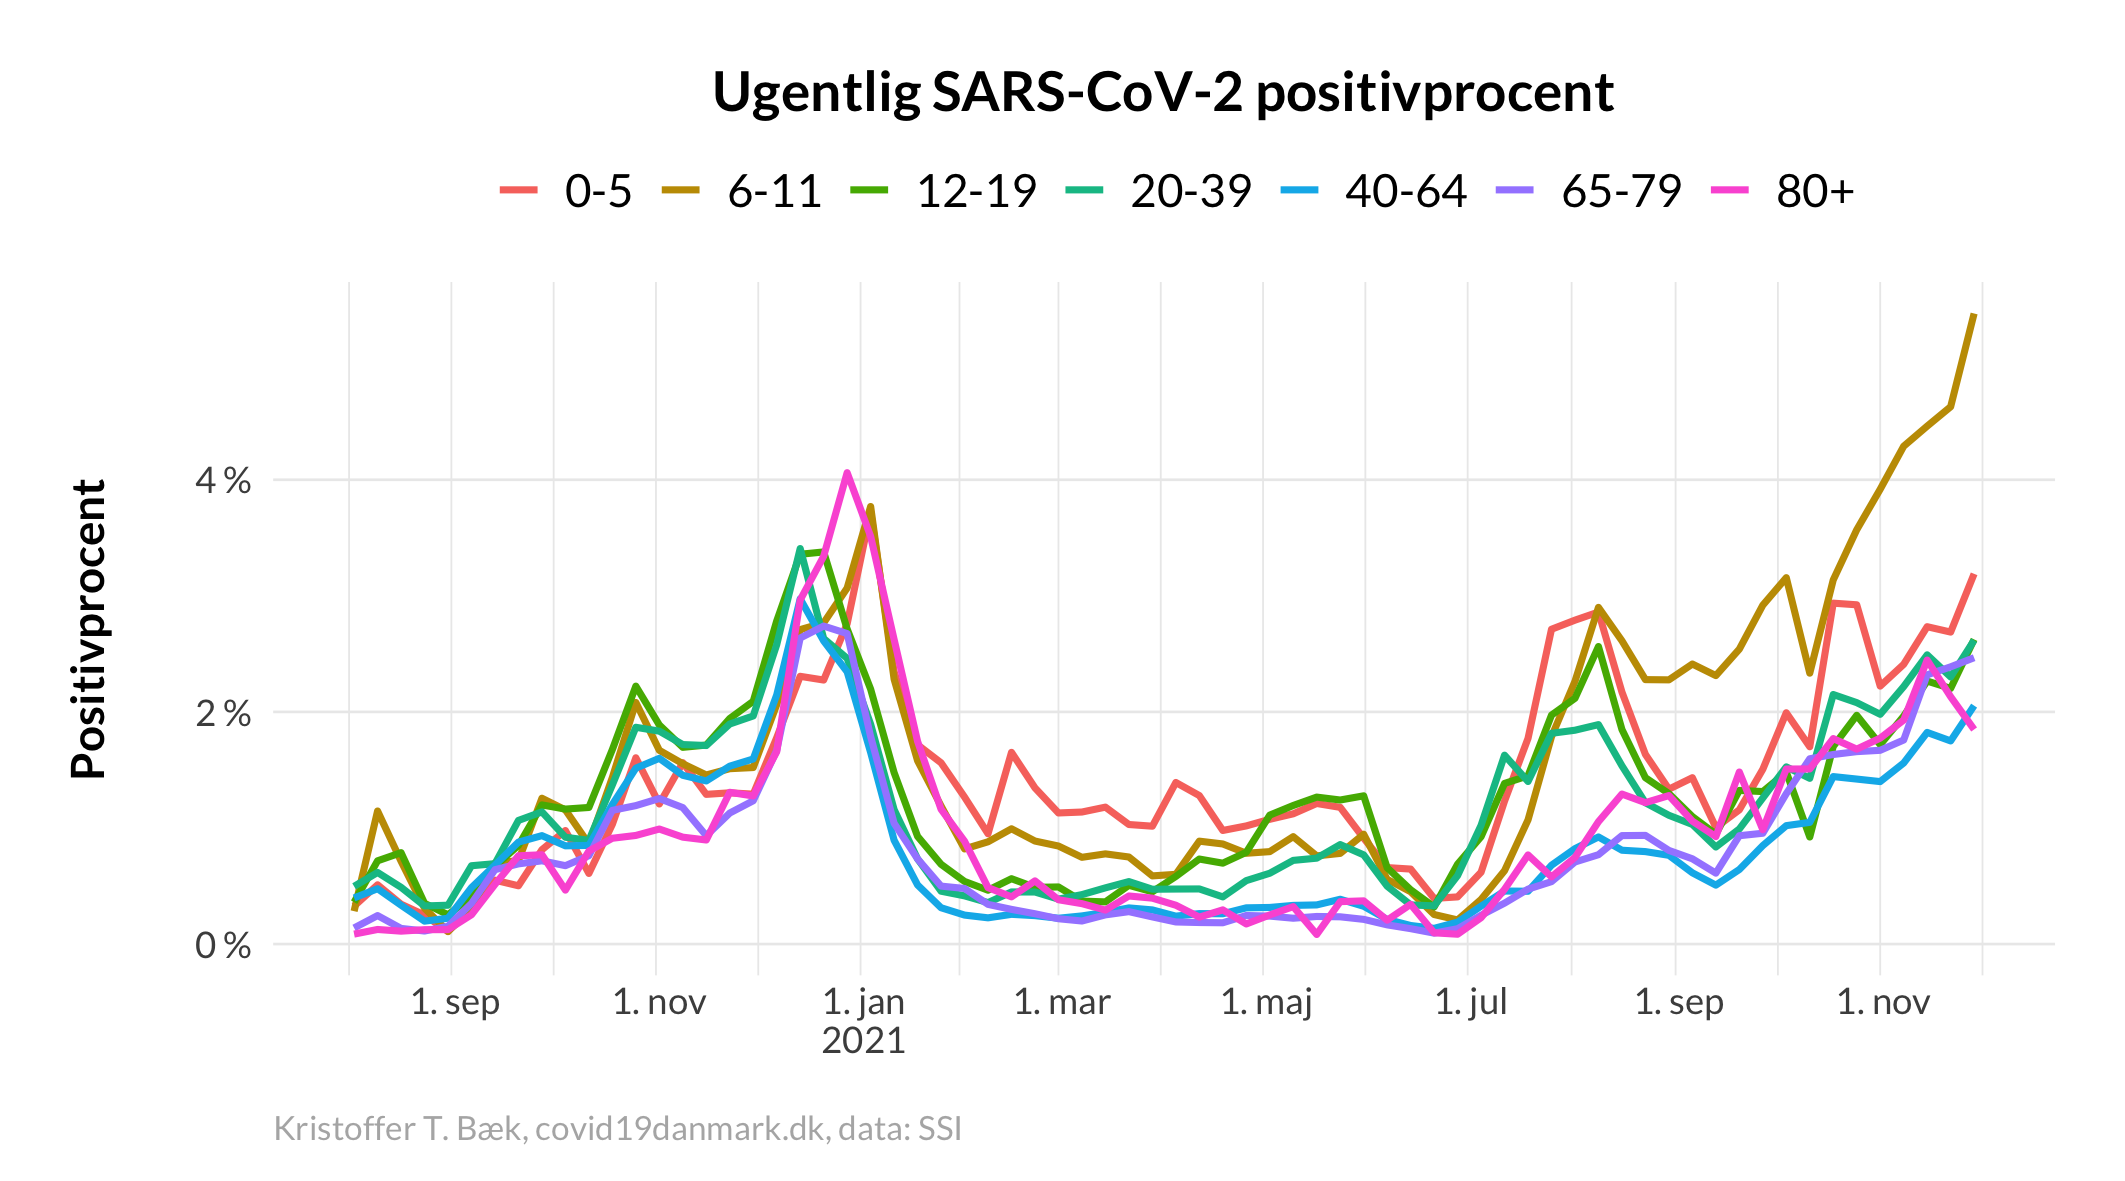 Ugentlig SARS-CoV-2 positivprocent
0-5 6-11 12-19 20-39 40-64 65-79 80+
Positivprocent
4 %
2 %
0 %
1. sep 1. nov 1. jan 1. mar 1. maj 1. jul 1. sep 1. nov
2021
Kristoffer T. Bæk, covid19danmark.dk, data: SSI